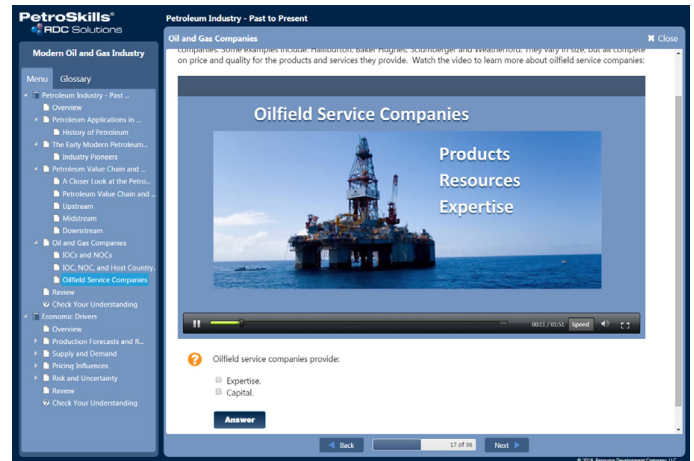 PetroSkills®
RDC Solutions
Petroleum Industry - Past to Present
Modern Oil and Gas Industry
Menu
Glossary
Petroleum Industry - Past ...
Overview
Petroleum Applications in ...
History of Petroleum
The Early Modern Petroleum...
Industry Pioneers
Petroleum Value Chain and ...
A Closer Look at the Petro...
Petroleum Value Chain and ...
Upstream
Midstream
Downstream
Oil and Gas Companies
IOCs and NOCs
IOC, NOC, and Host Country...
Oilfield Service Companies
Review
Check Your Understanding
Economic Drivers
Overview
Production Forecasts and R...
Supply and Demand
Pricing Influences
Risk and Uncertainty
Review
Check Your Understanding
Oil and Gas Companies
Close
companies. Some examples include: Halliburton, Baker Hughes, Schlumberger and Weatherford. They vary in size, but all compete
on price and quality for the products and services they provide. Watch the video to learn more about oilfield service companies:
Oilfield Service Companies
Products
Resources
Expertise
00:11 / 01:51
Speed
Oilfield service companies provide:
Expertise.
Capital.
Answer
Back
17 of 36
Next
© 2016 Resource Development Company, LLC